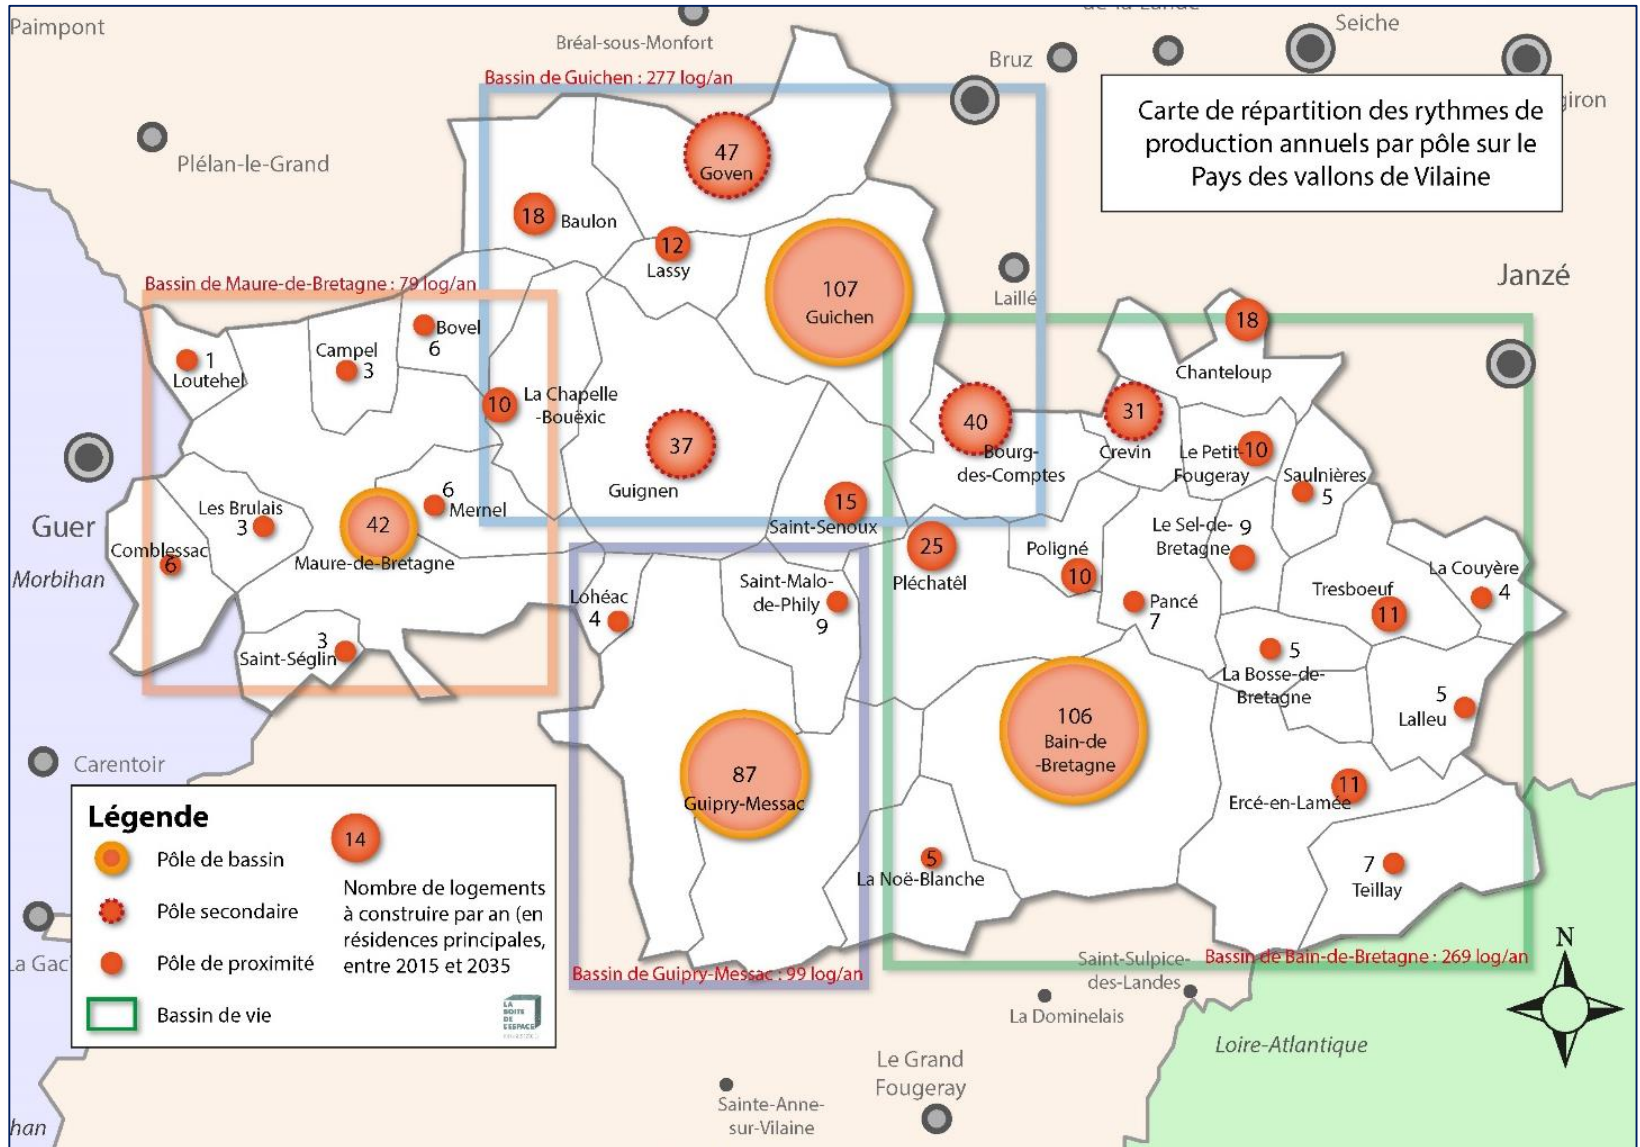 Paimpont
Bréal-sous-Monfort
Bruz
Seiche
Bassin de Guichen : 277 log/an
Carte de répartition des rythmes de
production annuels par pôle sur le
Pays des vallons de Vilaine
giron
Plélan-le-Grand
47
Goven
18
Baulon
12
Lassy
107
Guichen
Laillé
Janzé
Bassin de Maure-de-Bretagne : 79 log/an
Bovel
6
Campel
3
1
Loutehel
10
La Chapelle
-Bouëxic
18
Chanteloup
40
Bourg-
des-Comptes
31
Crevin
37
Guignen
Le Petit-
Fougeray
10
Saulnières
5
Guer
Morbihan
Les Brulais
3
6
Mernel
42
Maure-de-Bretagne
Comblessac
6
15
Saint-Senoux
25
Pléchatêl
Poligné
10
Le Sel-de-
Bretagne
9
Pancé
7
Tresboeuf
11
La Couyère
4
Lohéac
4
Saint-Malo-
de-Phily
9
3
Saint-Séglin
5
La Bosse-de-
Bretagne
5
Lalleu
106
Bain-de
-Bretagne
87
Guipry-Messac
11
Ercé-en-Lamée
5
La Noë-Blanche
7
Teillay
Carentoir
La Gac
Légende
Pôle de bassin
Pôle secondaire
Pôle de proximité
Bassin de vie
14
Nombre de logements
à construire par an (en
résidences principales,
entre 2015 et 2035
LA
BOITE
DE
L'ESPACE
Bassin de Guipry-Messac : 99 log/an
Saint-Sulpice-
des-Landes
Bassin de Bain-de-Bretagne : 269 log/an
N
La Dominelais
Loire-Atlantique
Le Grand
Fougeray
Sainte-Anne-
sur-Vilaine
han